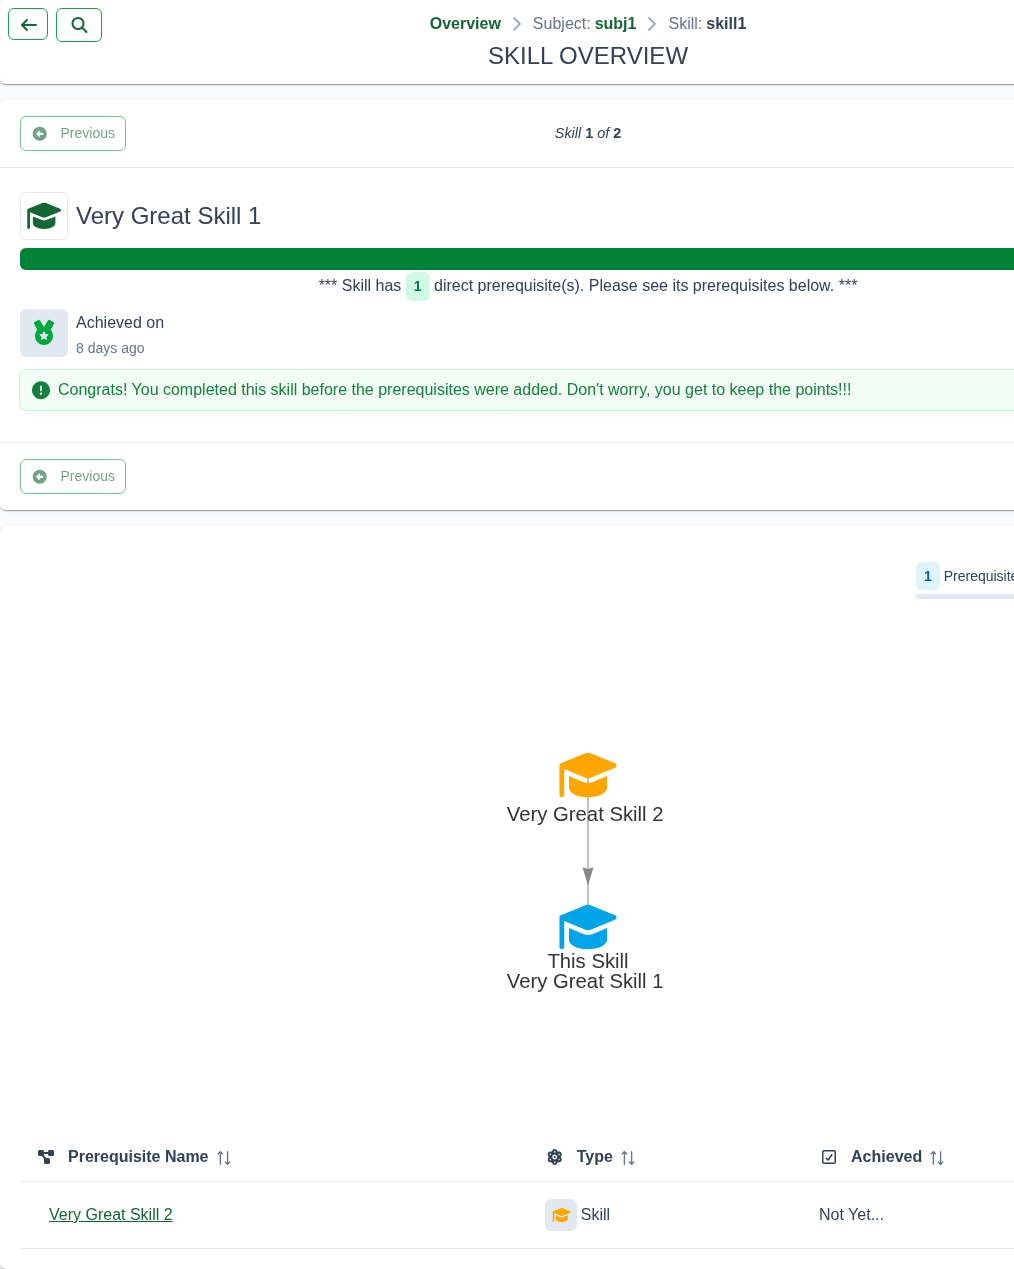 Overview > Subject: subj1 > Skill: skill1
SKILL OVERVIEW
Previous
Skill 1 of 2
Very Great Skill 1
*** Skill has 1 direct prerequisite(s). Please see its prerequisites below. ***
Achieved on
8 days ago
Congrats! You completed this skill before the prerequisites were added. Don't worry, you get to keep the points!!!
Previous
1 Prerequisite
Very Great Skill 2
This Skill
Very Great Skill 1
Prerequisite Name Type Achieved
Very Great Skill 2 Skill Not Yet...